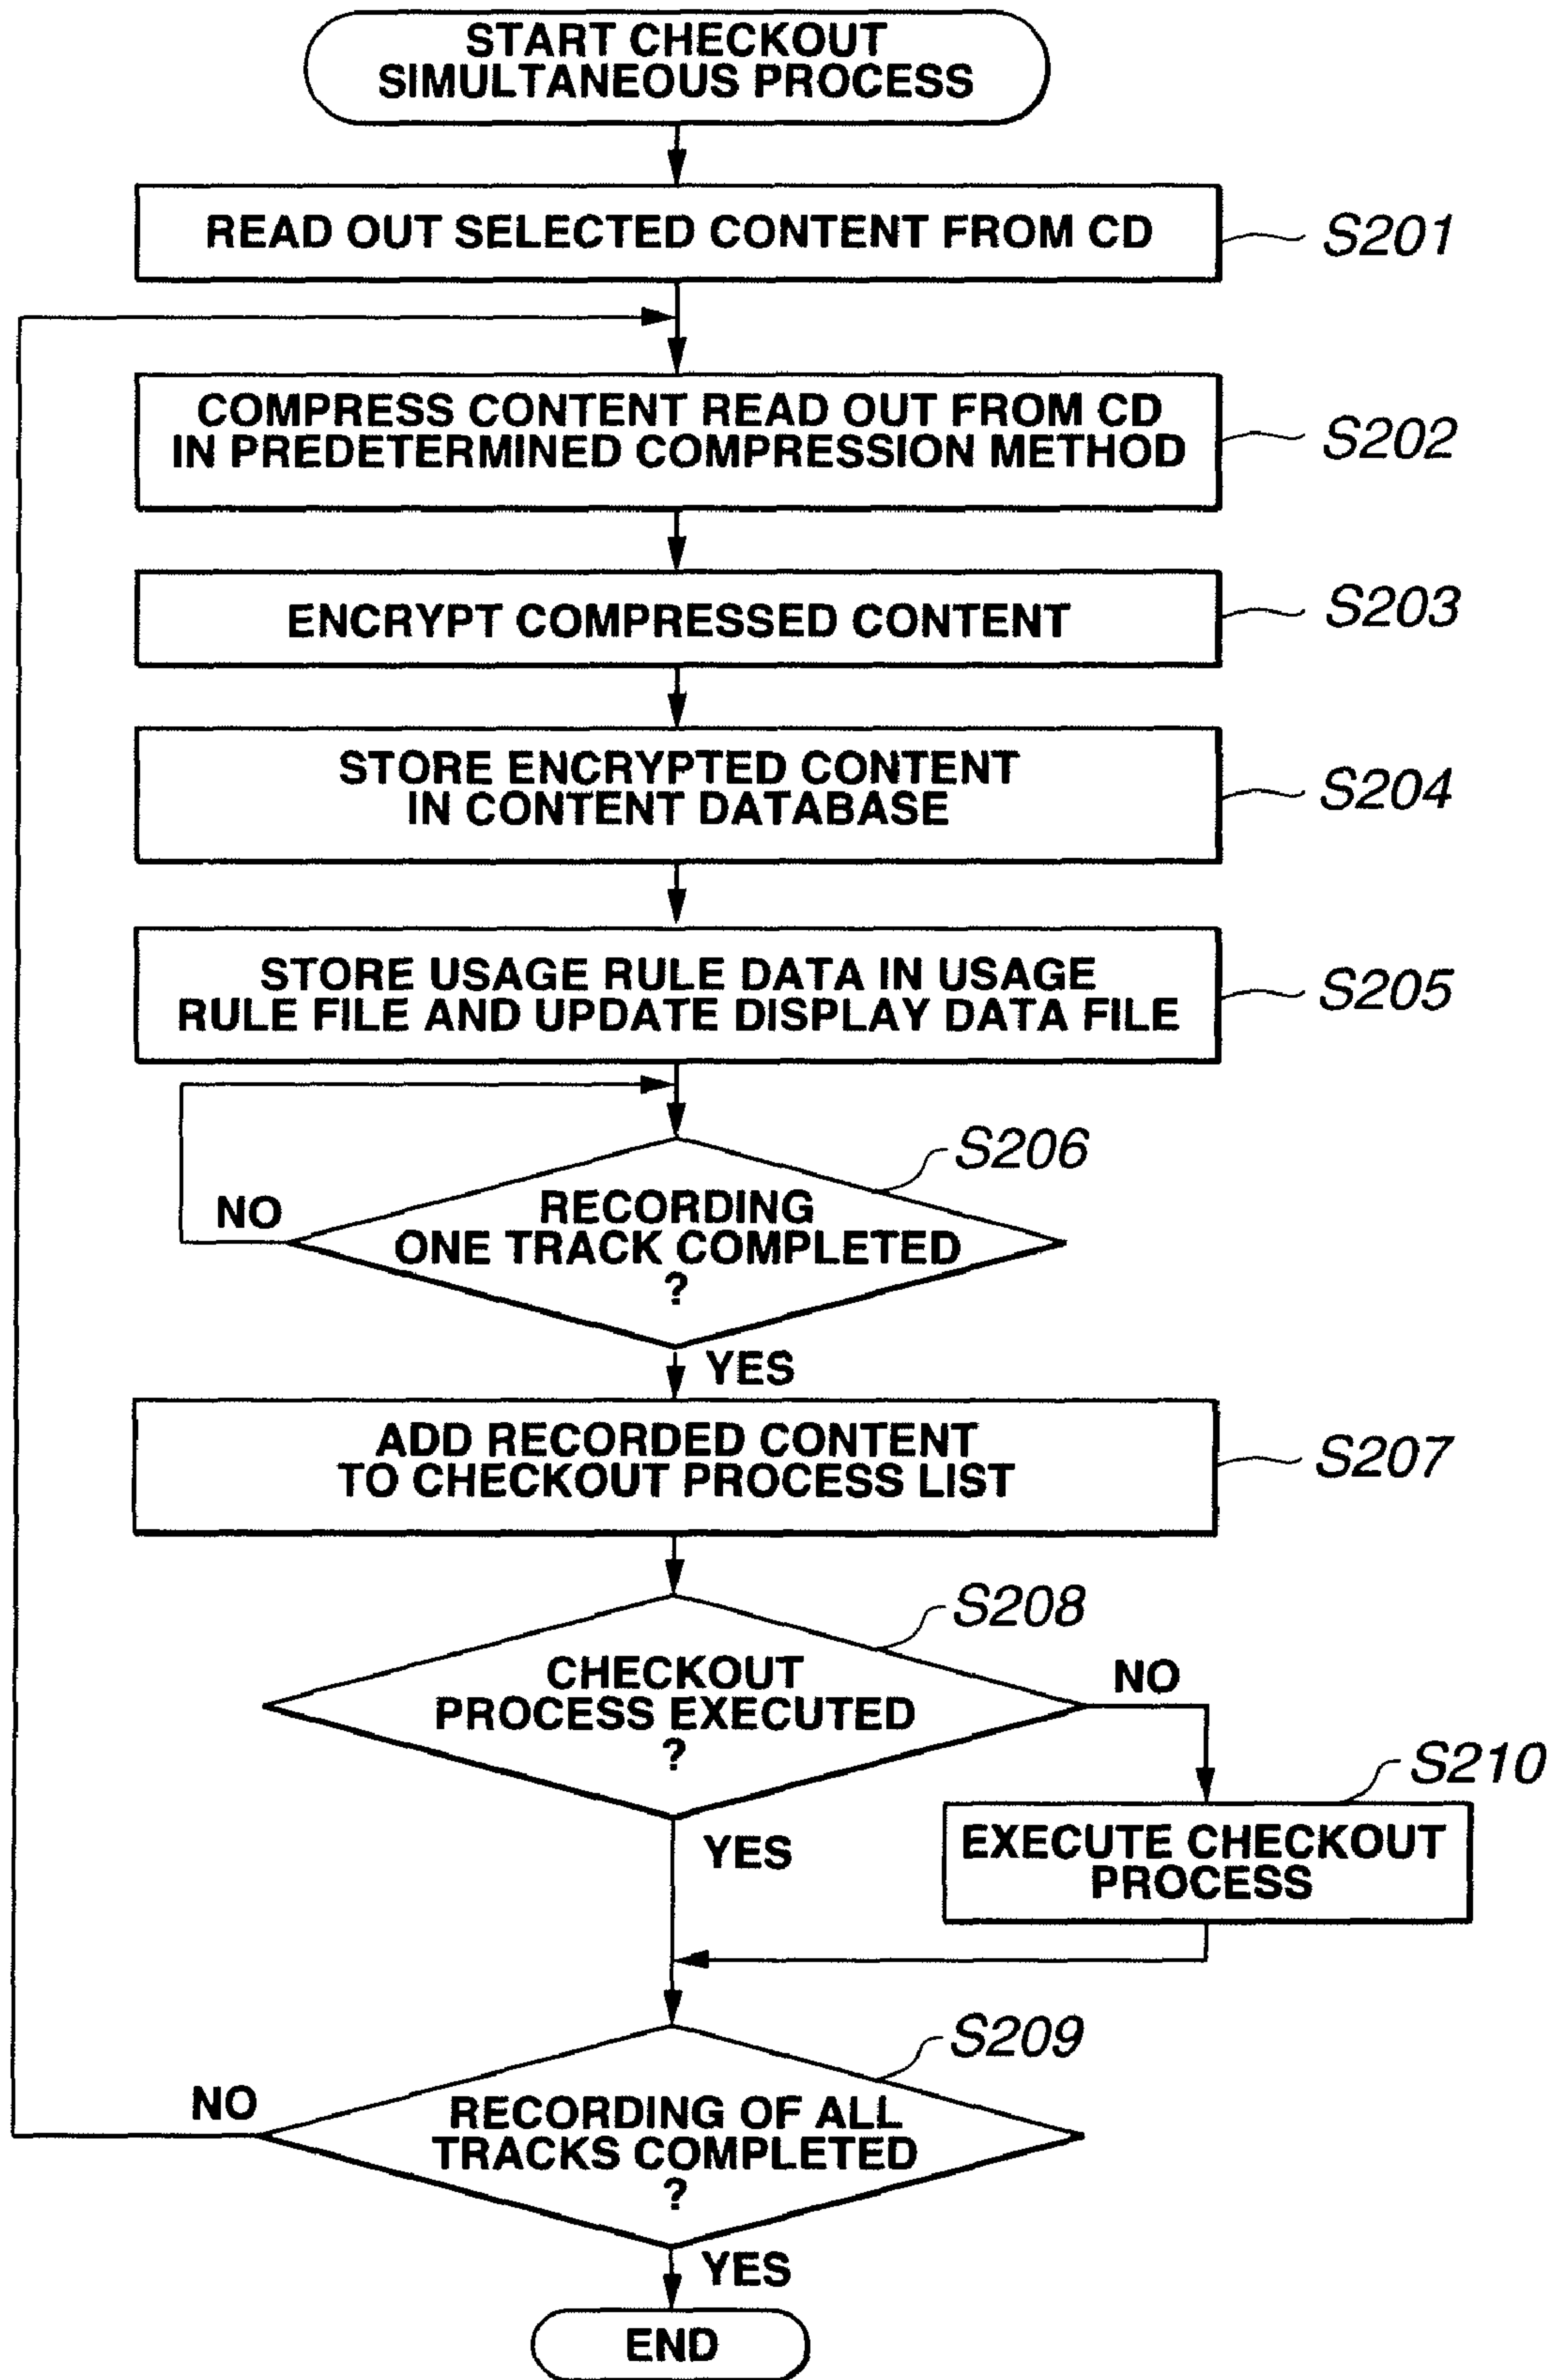 START CHECKOUT
SIMULTANEOUS PROCESS
READ OUT SELECTED CONTENT FROM CD
S201
COMPRESS CONTENT READ OUT FROM CD
IN PREDETERMINED COMPRESSION METHOD
S202
ENCRYPT COMPRESSED CONTENT
S203
STORE ENCRYPTED CONTENT
IN CONTENT DATABASE
S204
STORE USAGE RULE DATA IN USAGE
RULE FILE AND UPDATE DISPLAY DATA FILE
S205
S206
NO
RECORDING
ONE TRACK COMPLETED
?
YES
ADD RECORDED CONTENT
TO CHECKOUT PROCESS LIST
S207
S208
CHECKOUT
PROCESS EXECUTED
?
NO
S210
YES
EXECUTE CHECKOUT
PROCESS
S209
NO
RECORDING OF ALL
TRACKS COMPLETED
?
YES
END